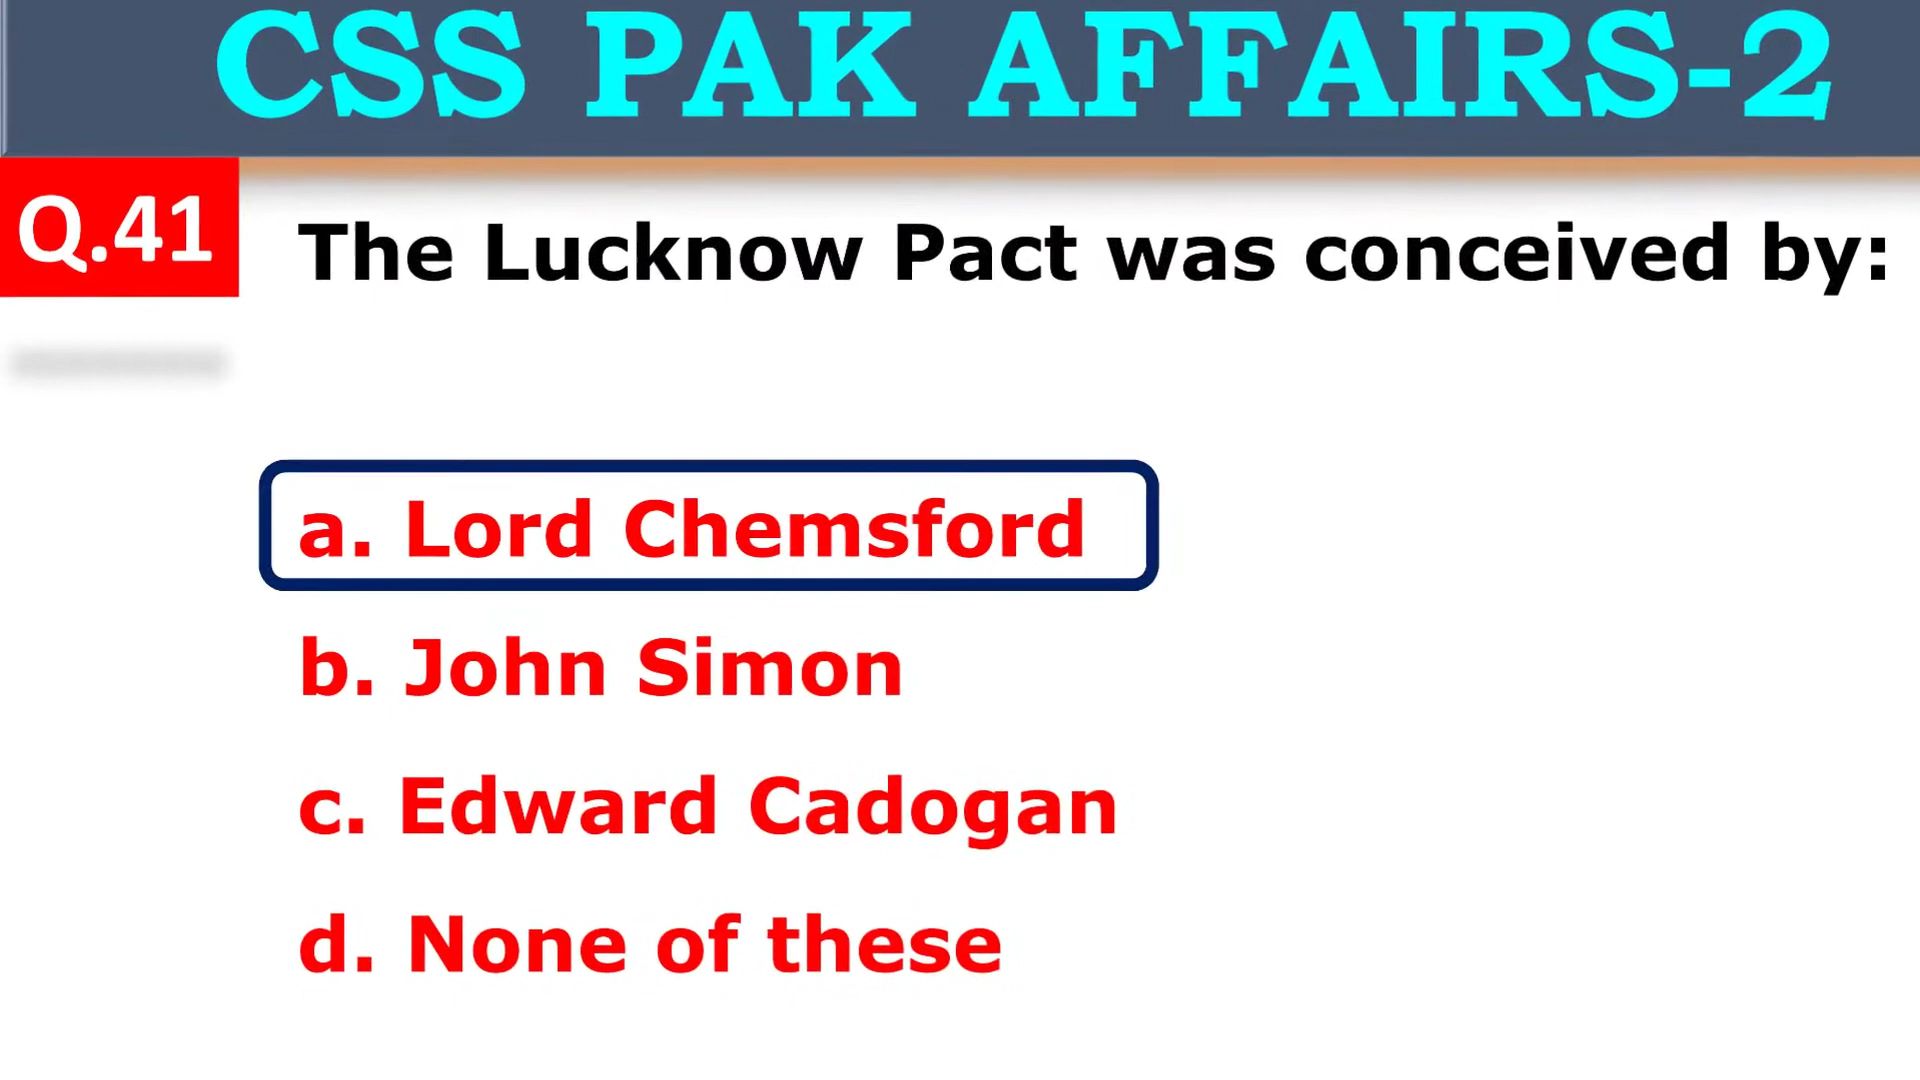 CSS PAK AFFAIRS-2
Q.41
The Lucknow Pact was conceived by:
a. Lord Chemsford
b. John Simon
c. Edward Cadogan
d. None of these